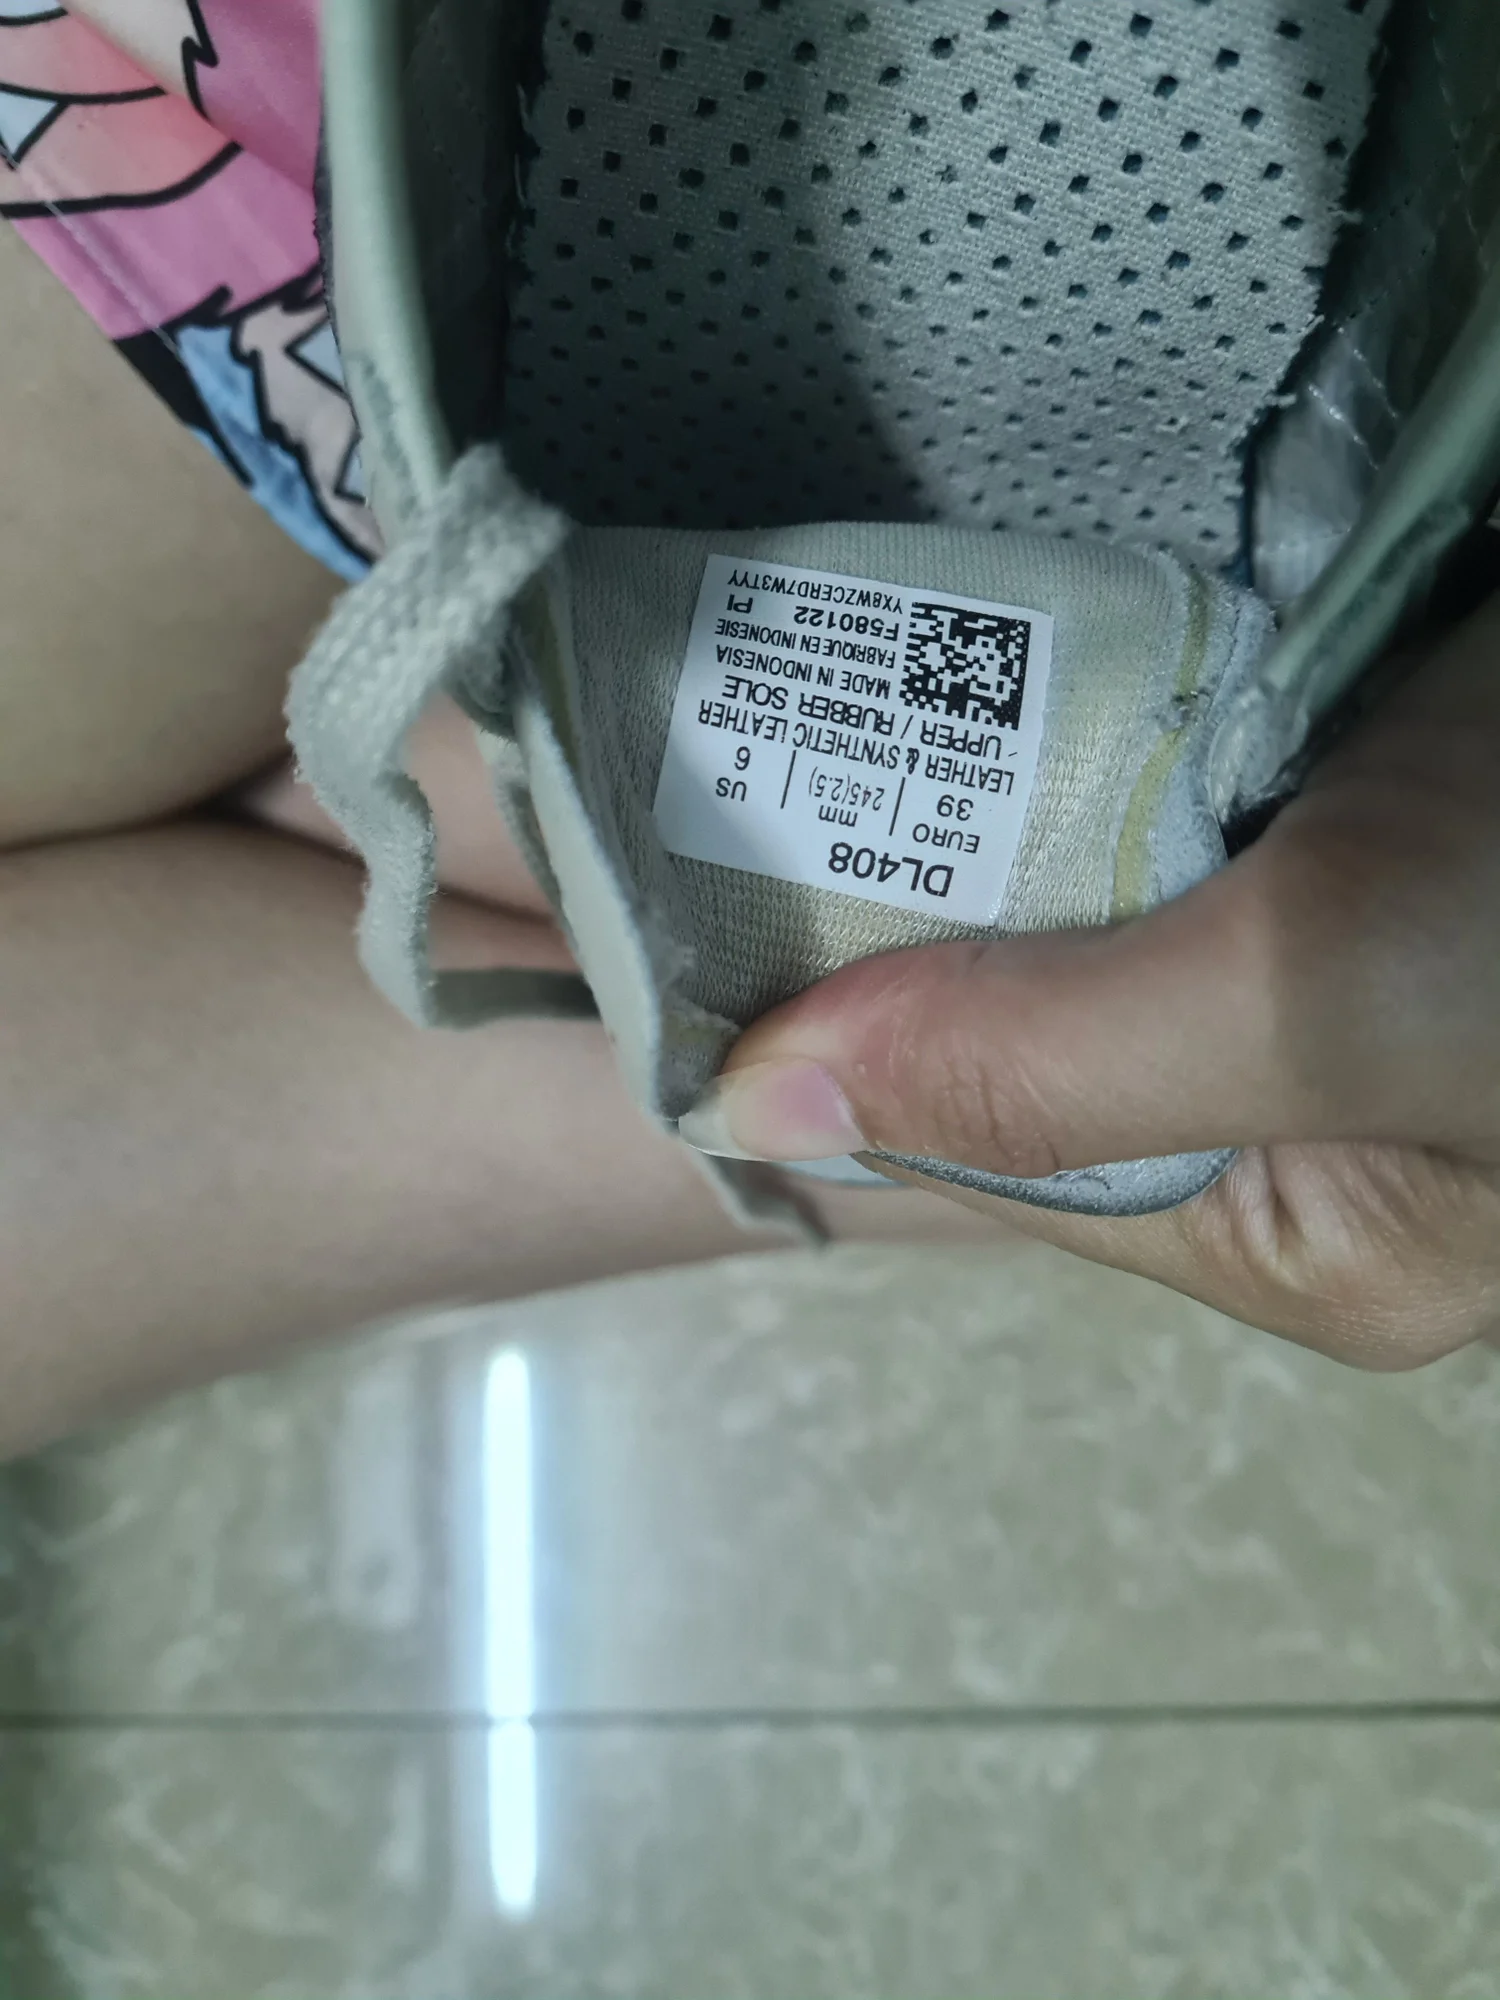 DL408
EURO | mm | US
39 | 245(2.5) | 6
LEATHER & SYNTHETIC LEATHER
UPPER / RUBBER SOLE
MADE IN INDONESIA
FABRIQUE EN INDONESIE
F580122 PI
YX8WZCERD7W3TYY